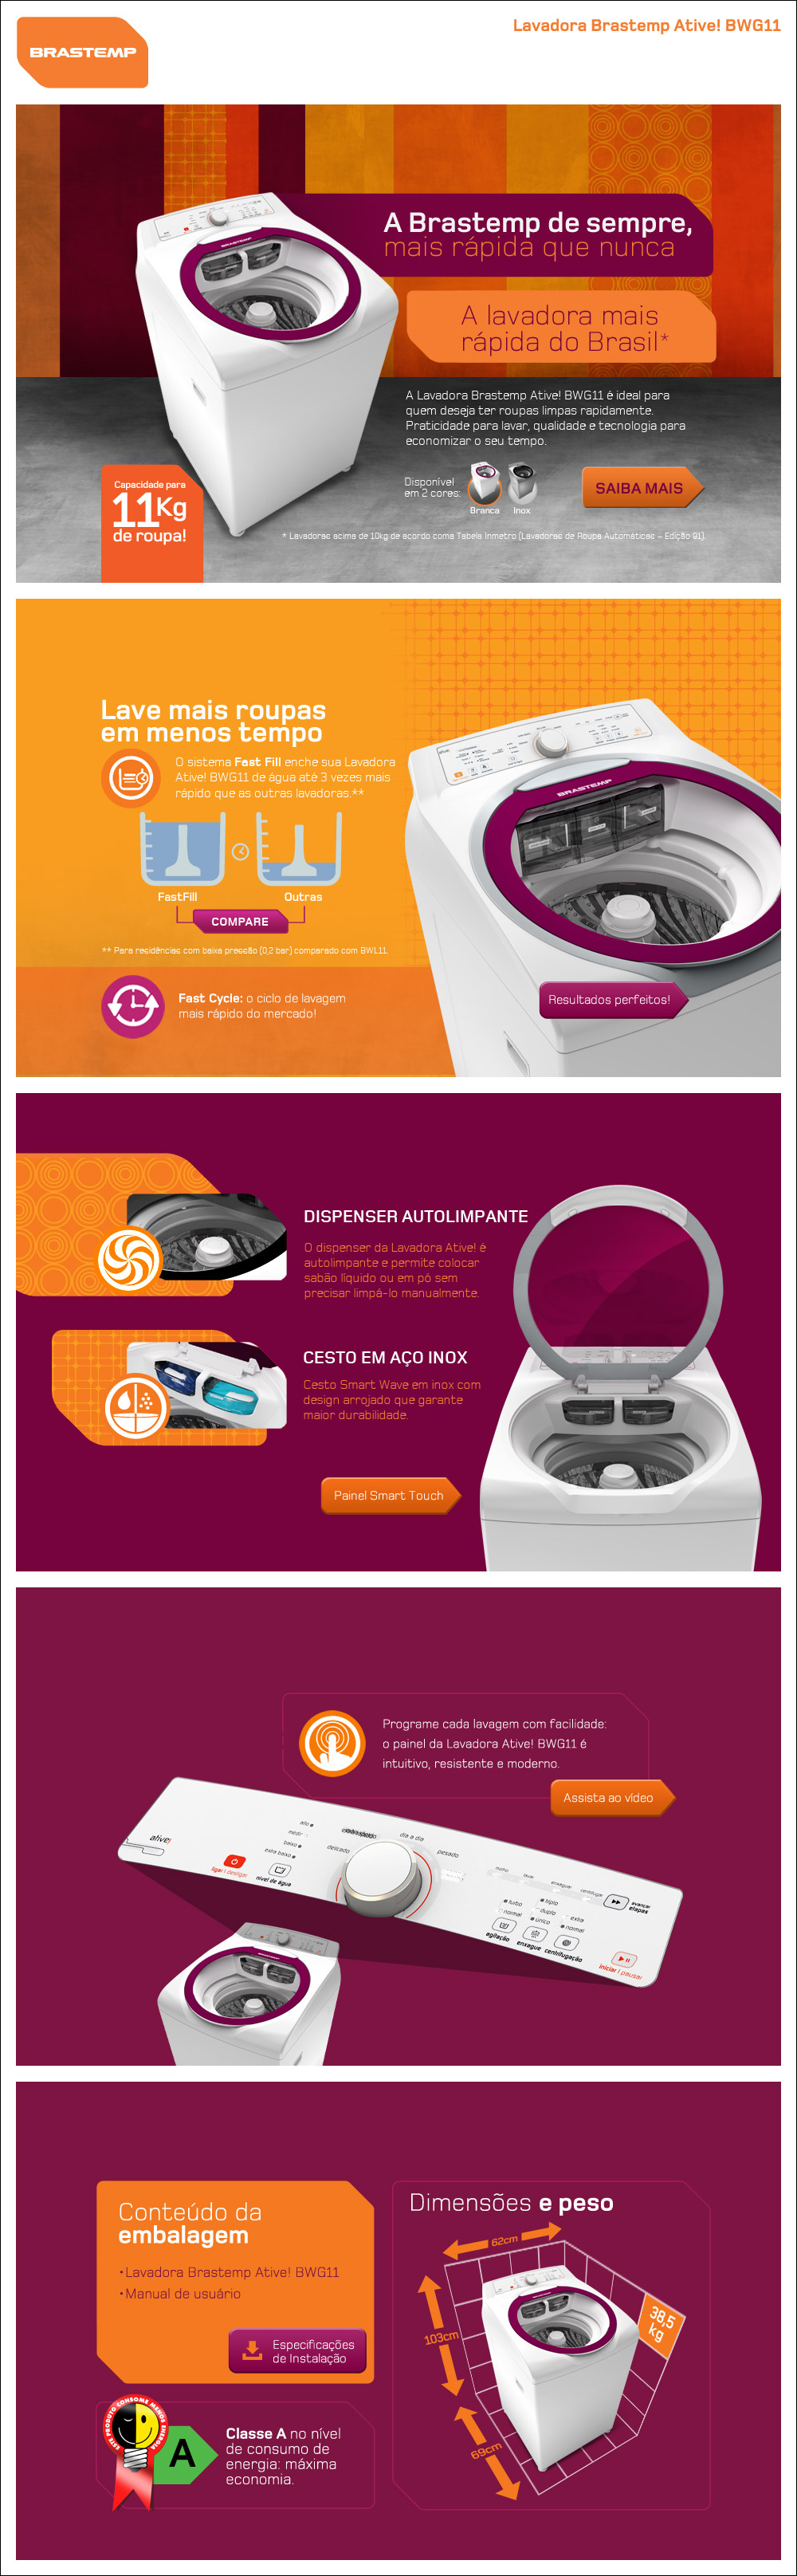 BRASTEMP
Lavadora Brastemp Ative! BWG11
BRASTEMP
A Brastemp de sempre,
mais rápida que nunca
A lavadora mais
rápida do Brasil*
A Lavadora Brastemp Ative! BWG11 é ideal para
quem deseja ter roupas limpas rapidamente.
Praticidade para lavar, qualidade e tecnologia para
economizar o seu tempo.
Capacidade para
11Kg
de roupa!
Disponível
em 2 cores:
Branca
Inox
SAIBA MAIS
* Lavadoras acima de 10kg de acordo coma Tabela Inmetro (Lavadoras de Roupa Automáticas – Edição 91).
Lave mais roupas
em menos tempo
O sistema Fast Fill enche sua Lavadora
Ative! BWG11 de água até 3 vezes mais
rápido que as outras lavadoras.**
FastFill
Outras
COMPARE
** Para residências com baixa pressão (0,2 bar) comparado com BWL11.
BRASTEMP
Fast Cycle: o ciclo de lavagem
mais rápido do mercado!
Resultados perfeitos!
DISPENSER AUTOLIMPANTE
O dispenser da Lavadora Ative! é
autolimpante e permite colocar
sabão líquido ou em pó sem
precisar limpá-lo manualmente.
CESTO EM AÇO INOX
Cesto Smart Wave em inox com
design arrojado que garante
maior durabilidade.
Painel Smart Touch
Programe cada lavagem com facilidade:
o painel da Lavadora Ative! BWG11 é
intuitivo, resistente e moderno.
Assista ao vídeo
ative!
ligar | desligar
alto
médio
baixo
extra baixo
nível de água
delicado
dia a dia
pesado
molho
lave
enxague
centrifuga
avançar
etapas
turbo
normal
agitação
triplo
duplo
único
enxague
extra
normal
centrifugação
iniciar | pausar
Conteúdo da
embalagem
•Lavadora Brastemp Ative! BWG11
•Manual de usuário
Especificações
de Instalação
ESTE PRODUTO CONSOME MENOS ENERGIA
A
Classe A no nível
de consumo de
energia: máxima
economia.
Dimensões e peso
62cm
103cm
69cm
38,5
kg